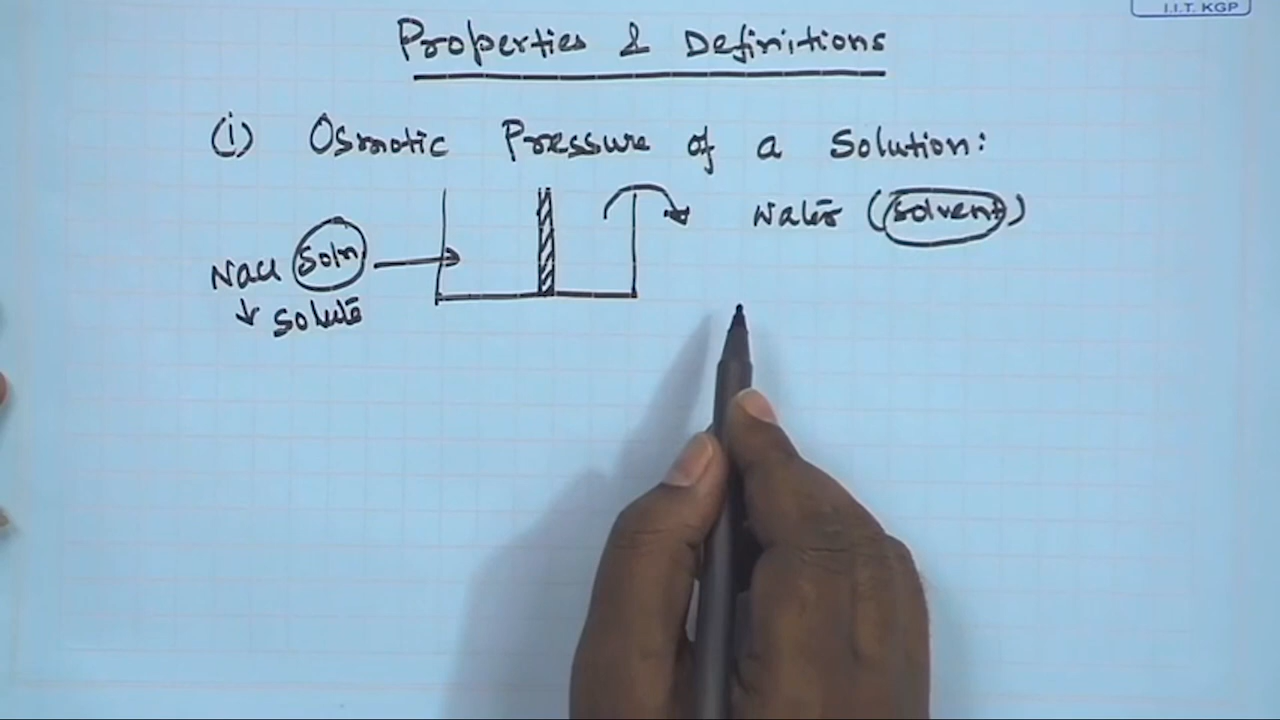 I.I.T. KGP
Properties & Definitions
(i) Osmotic Pressure of a Solution:
Water (Solvent)
NaCl Soln
↓ Solute